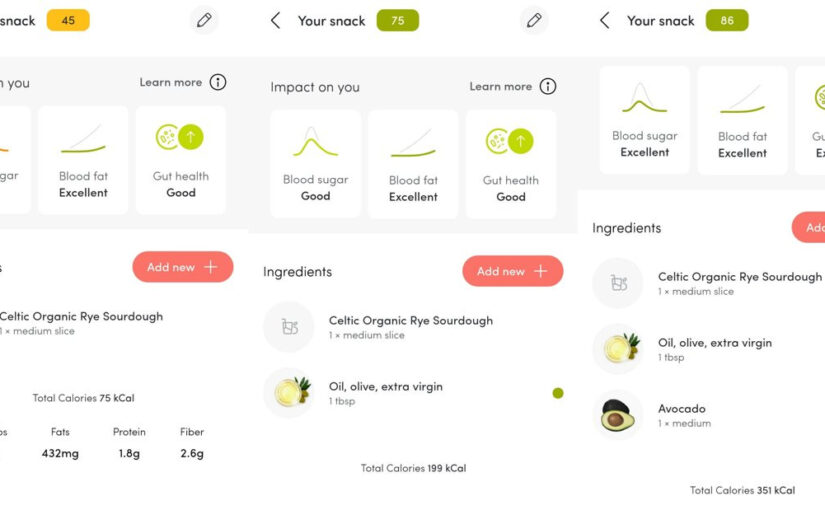 snack 45
n you
Learn more
gar
Blood fat
Excellent
Gut health
Good
s
Add new
Celtic Organic Rye Sourdough
1 × medium slice
Total Calories 75 kCal
os Fats Protein Fiber
432mg 1.8g 2.6g
Your snack 75
Impact on you
Learn more
Blood sugar
Good
Blood fat
Excellent
Gut health
Good
Ingredients
Add new
Celtic Organic Rye Sourdough
1 × medium slice
Oil, olive, extra virgin
1 tbsp
Total Calories 199 kCal
Your snack 86
Blood sugar
Excellent
Blood fat
Excellent
Gu
E
Ingredients
Add
Celtic Organic Rye Sourdough
1 × medium slice
Oil, olive, extra virgin
1 tbsp
Avocado
1 × medium
Total Calories 351 kCal